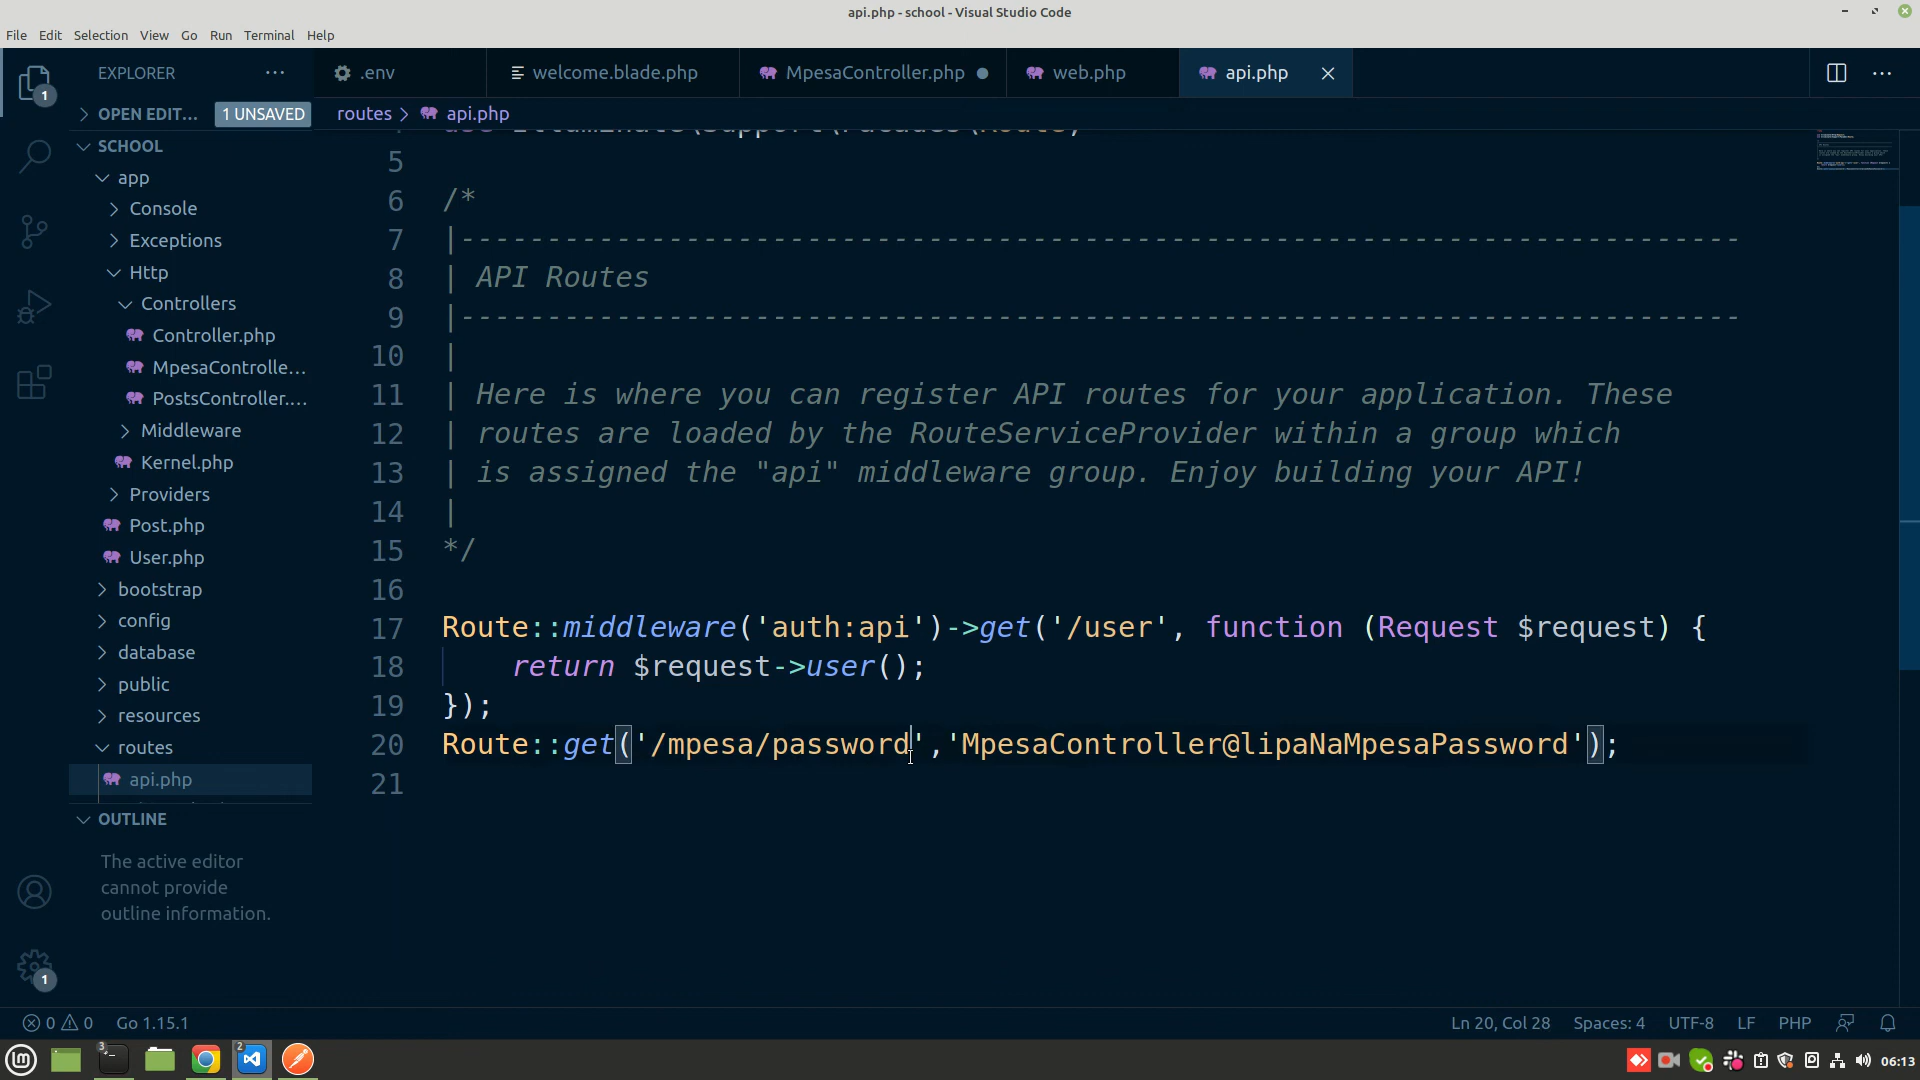 api.php - school - Visual Studio Code
File Edit Selection View Go Run Terminal Help
EXPLORER
.env
welcome.blade.php
MpesaController.php
web.php
api.php
1
OPEN EDIT... 1 UNSAVED
routes > api.php
SCHOOL
app
Console
Exceptions
Http
Controllers
Controller.php
MpesaControlle...
PostsController....
Middleware
Kernel.php
Providers
Post.php
User.php
bootstrap
config
database
public
resources
routes
api.php
OUTLINE
The active editor
cannot provide
outline information.
1
5
6 /*
7 |--------------------------------------------------------------------------
8 | API Routes
9 |--------------------------------------------------------------------------
10 |
11 | Here is where you can register API routes for your application. These
12 | routes are loaded by the RouteServiceProvider within a group which
13 | is assigned the "api" middleware group. Enjoy building your API!
14 |
15 */
16
17 Route::middleware('auth:api')->get('/user', function (Request $request) {
18     return $request->user();
19 });
20 Route::get('/mpesa/password','MpesaController@lipaNaMpesaPassword');
21
0 0 Go 1.15.1
Ln 20, Col 28 Spaces: 4 UTF-8 LF PHP
3
2
06:13